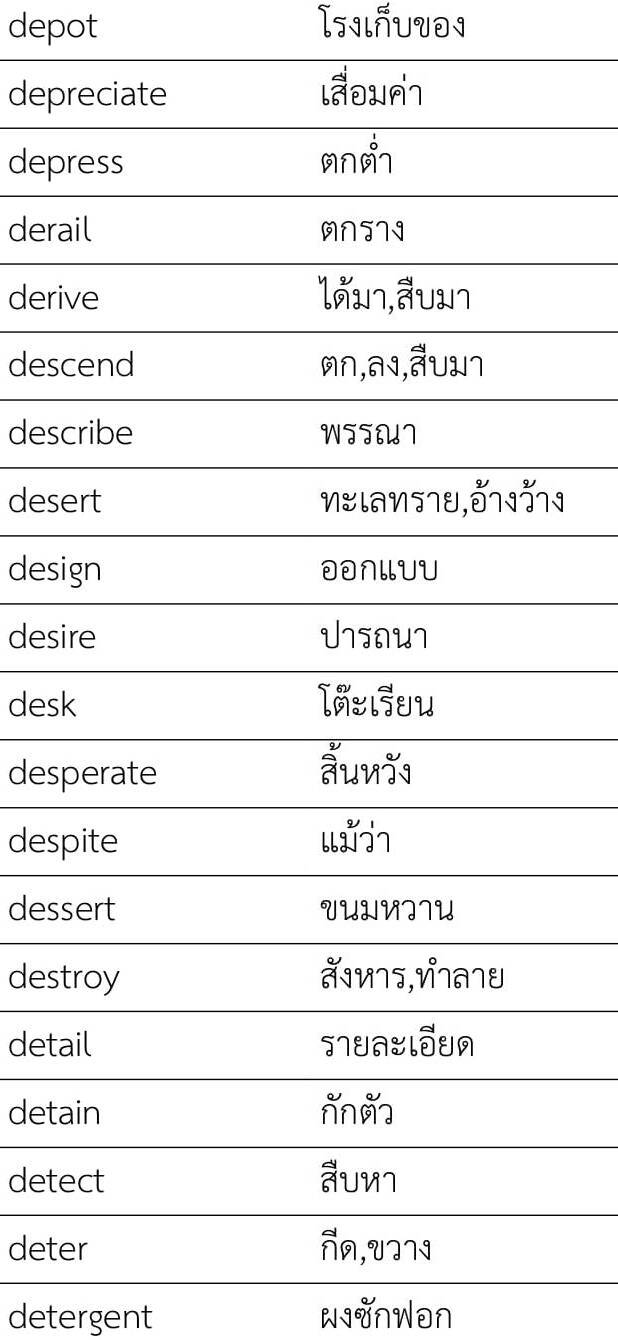 depot โรงเก็บของ
depreciate เสื่อมค่า
depress ตกต่ำ
derail ตกราง
derive ได้มา,สืบมา
descend ตก,ลง,สืบมา
describe พรรณา
desert ทะเลทราย,อ้างว้าง
design ออกแบบ
desire ปารถนา
desk โต๊ะเรียน
desperate สิ้นหวัง
despite แม้ว่า
dessert ขนมหวาน
destroy สังหาร,ทำลาย
detail รายละเอียด
detain กักตัว
detect สืบหา
deter กีด,ขวาง
detergent ผงซักฟอก